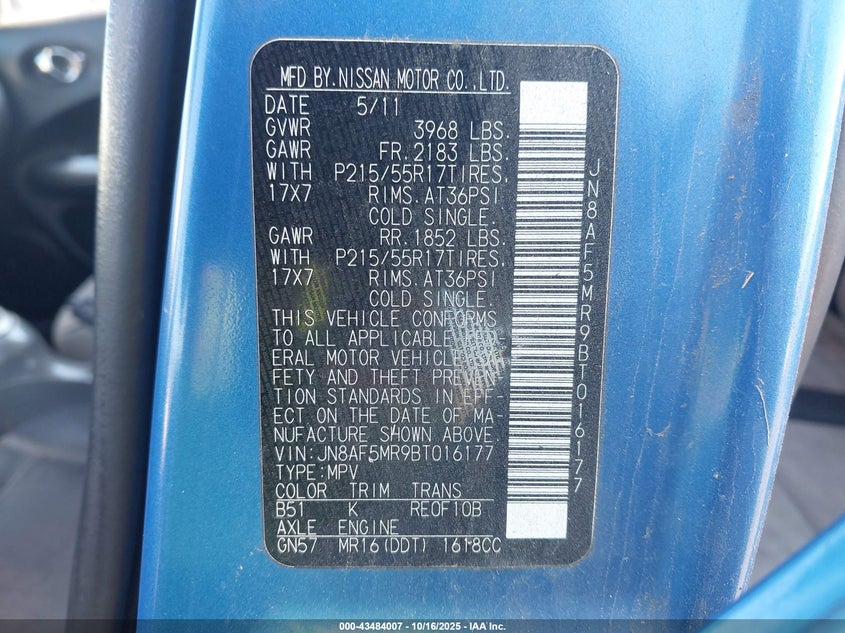 MFD BY.NISSAN MOTOR CO.,LTD.
DATE 5/11
GVWR 3968 LBS.
GAWR FR.2183 LBS.
WITH P215/55R17TIRES,
17X7 RIMS.AT36PSI
COLD SINGLE.
GAWR RR.1852 LBS.
WITH P215/55R17TIRES,
17X7 RIMS.AT36PSI
COLD SINGLE.
THIS VEHICLE CONFORMS
TO ALL APPLICABLE
ERAL MOTOR VEHICLE
FETY AND THEFT PREVEN
TION STANDARDS IN EFF-
ECT ON THE DATE OF MA-
NUFACTURE SHOWN ABOVE.
VIN:JN8AF5MR9BT016177
TYPE:MPV
COLOR TRIM TRANS
B51 K REOF10B
AXLE ENGINE
GN57 MR16(DDT) 1618CC
JN8AF5MR9BT016177
000-43484007 - 10/16/2025 - IAA Inc.